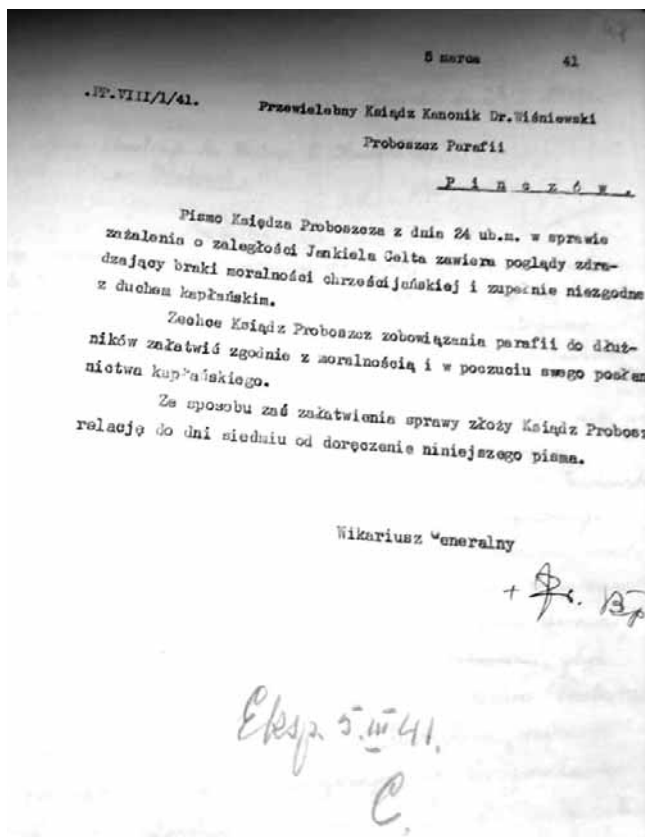 5 marca 41
.PP.VIII/1/41.
Przewielebny Ksiądz Kanonik Dr.Wiśniewski
Proboszcz Parafii
P i n c z ó w .
Pismo Księdza Proboszcza z dnia 24 ub.m. w sprawie
zażalenia o zaległości Jankiela Celta zawiera poglądy zdra-
dzający braki moralności chrześcijańskiej i zupełnie niezgodne
z duchem kapłańskim.
Zechce Ksiądz Proboszcz zobowiązania parafii do dłuż-
ników załatwić zgodnie z moralnością i w poczuciu swego posłan
nictwa kapłańskiego.
Ze sposobu zaś załatwienia sprawy złoży Ksiądz Probosz
relację do dni siedmiu od doręczenie niniejszego pisma.
Wikariusz Generalny
+ Bp
Eksp. 5.III 41.
C.